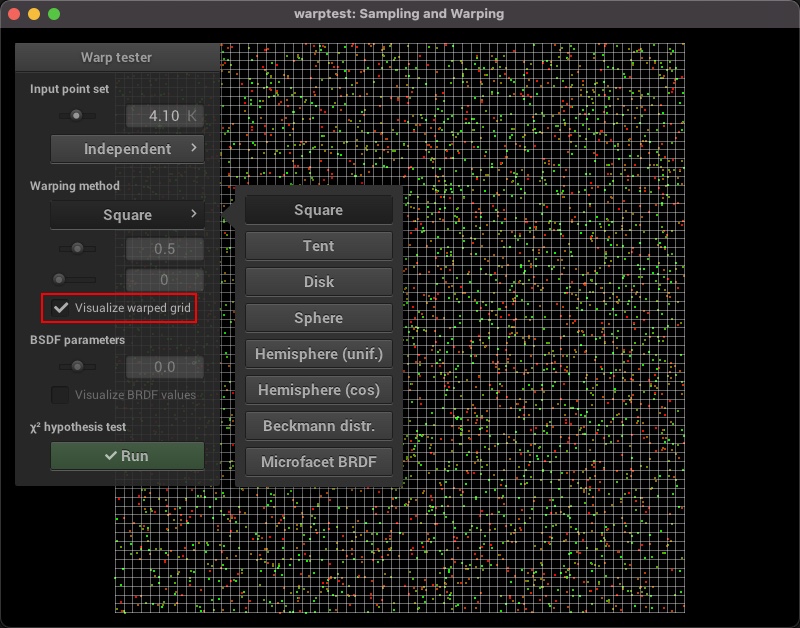 warptest: Sampling and Warping
Warp tester
Input point set
4.10 K
Independent
Warping method
Square
0.5
0
Visualize warped grid
BSDF parameters
0.0 °
Visualize BRDF values
χ² hypothesis test
Run
Square
Tent
Disk
Sphere
Hemisphere (unif.)
Hemisphere (cos)
Beckmann distr.
Microfacet BRDF